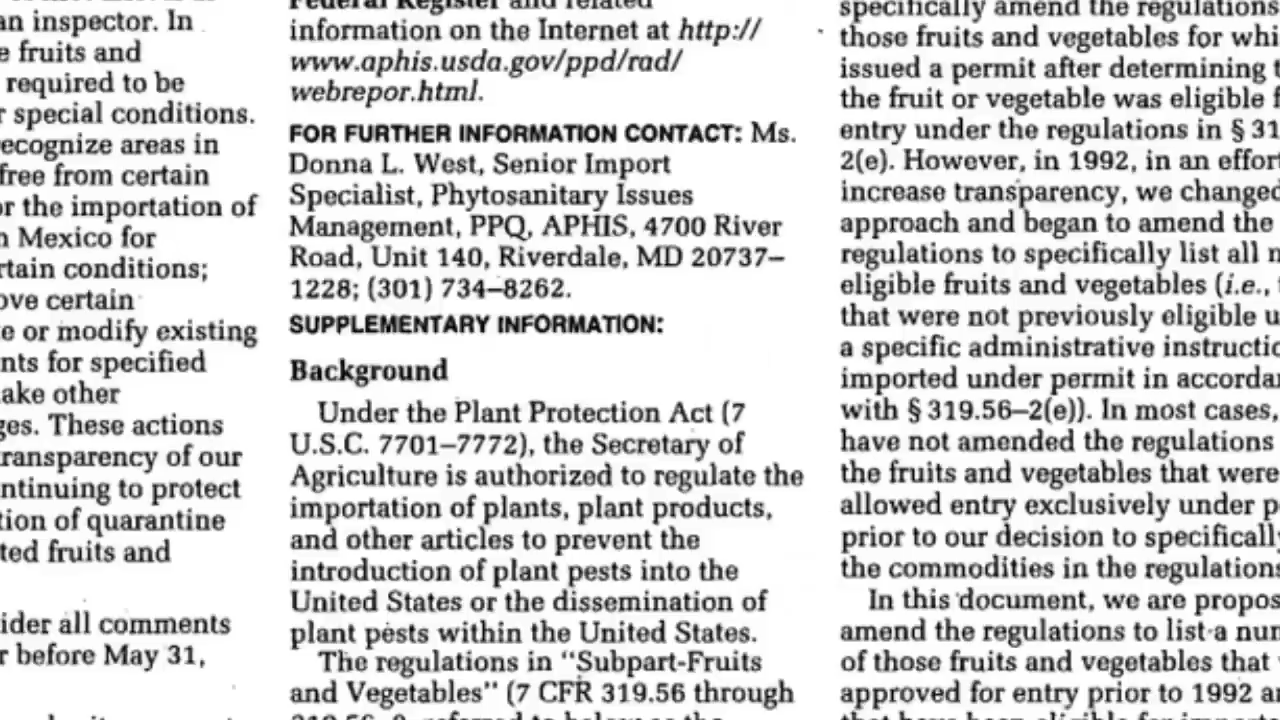 an inspector. In
e fruits and
required to be
r special conditions.
ecognize areas in
free from certain
or the importation of
n Mexico for
rtain conditions;
ove certain
e or modify existing
nts for specified
ake other
ges. These actions
ransparency of our
ntinuing to protect
tion of quarantine
ted fruits and
ider all comments
r before May 31,
Federal Register and related
information on the Internet at http://
www.aphis.usda.gov/ppd/rad/
webrepor.html.
FOR FURTHER INFORMATION CONTACT: Ms.
Donna L. West, Senior Import
Specialist, Phytosanitary Issues
Management, PPQ, APHIS, 4700 River
Road, Unit 140, Riverdale, MD 20737–
1228; (301) 734–8262.
SUPPLEMENTARY INFORMATION:
Background
Under the Plant Protection Act (7
U.S.C. 7701–7772), the Secretary of
Agriculture is authorized to regulate the
importation of plants, plant products,
and other articles to prevent the
introduction of plant pests into the
United States or the dissemination of
plant pests within the United States.
The regulations in "Subpart-Fruits
and Vegetables" (7 CFR 319.56 through
specifically amend the regulations
those fruits and vegetables for whi
issued a permit after determining t
the fruit or vegetable was eligible f
entry under the regulations in § 31
2(e). However, in 1992, in an effor
increase transparency, we changed
approach and began to amend the
regulations to specifically list all n
eligible fruits and vegetables (i.e., t
that were not previously eligible u
a specific administrative instructio
imported under permit in accorda
with § 319.56–2(e)). In most cases,
have not amended the regulations
the fruits and vegetables that were
allowed entry exclusively under p
prior to our decision to specifically
the commodities in the regulations
In this document, we are propos
amend the regulations to list a num
of those fruits and vegetables that
approved for entry prior to 1992 an